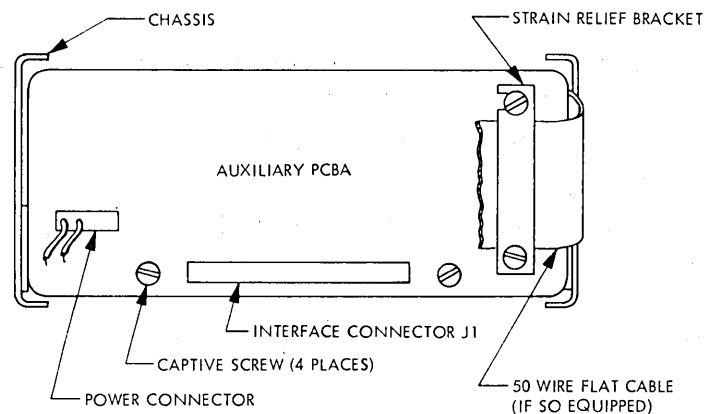 CHASSIS
STRAIN RELIEF BRACKET
AUXILIARY PCBA
INTERFACE CONNECTOR J1
CAPTIVE SCREW (4 PLACES)
POWER CONNECTOR
50 WIRE FLAT CABLE
(IF SO EQUIPPED)